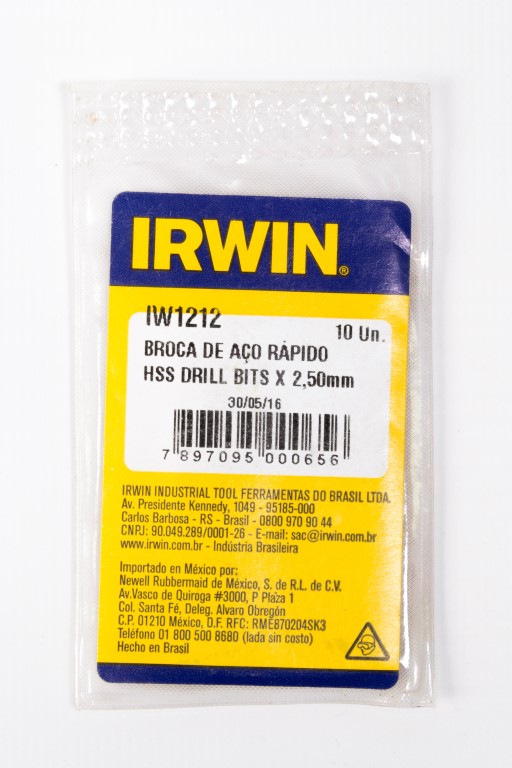 IRWIN®
IW1212
10 Un.
BROCA DE AÇO RÁPIDO
HSS DRILL BITS X 2,50mm
30/05/16
7 897095 000656
IRWIN INDUSTRIAL TOOL FERRAMENTAS DO BRASIL LTDA.
Av. Presidente Kennedy, 1049 - 95185-000
Carlos Barbosa - RS - Brasil - 0800 970 90 44
CNPJ: 90.049.289/0001-26 - E-mail: sac@irwin.com.br
www.irwin.com.br - Indústria Brasileira
Importado en México por:
Newell Rubbermaid de México, S. de R.L. de C.V.
Av.Vasco de Quiroga #3000, P Plaza 1
Col. Santa Fé, Deleg. Alvaro Obregón
C.P. 01210 México, D.F. RFC: RME870204SK3
Teléfono 01 800 500 8680 (lada sin costo)
Hecho en Brasil